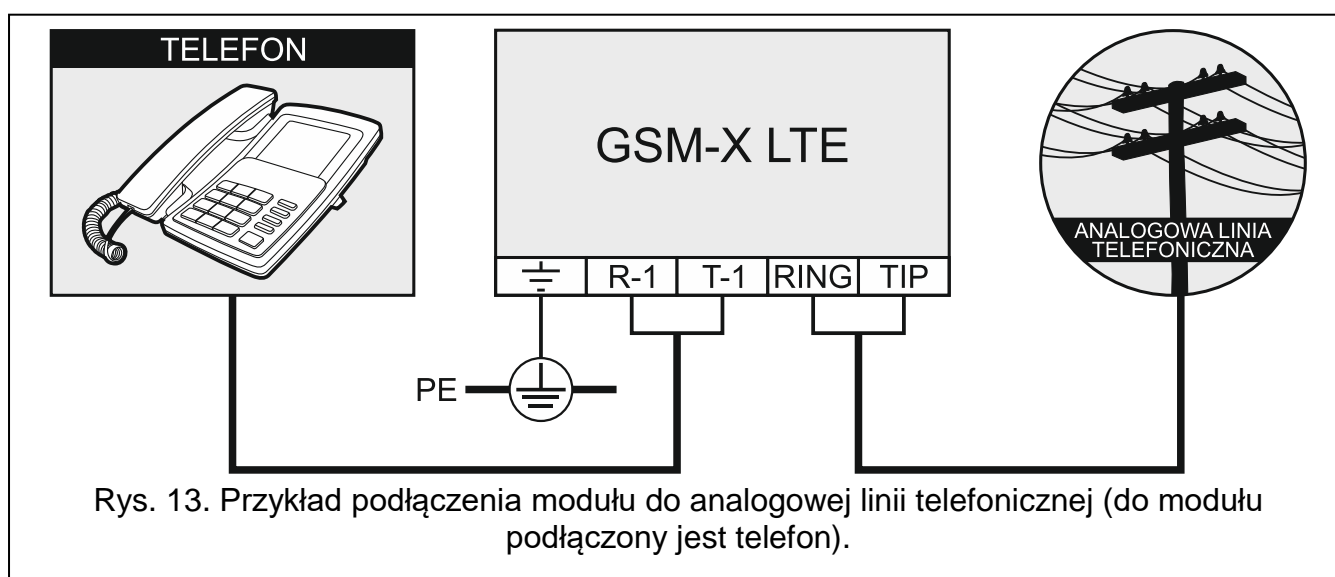 TELEFON
GSM-X LTE
R-1 T-1 RING TIP
ANALOGOWA LINIA
TELEFONICZNA
PE
Rys. 13. Przykład podłączenia modułu do analogowej linii telefonicznej (do modułu
podłączony jest telefon).